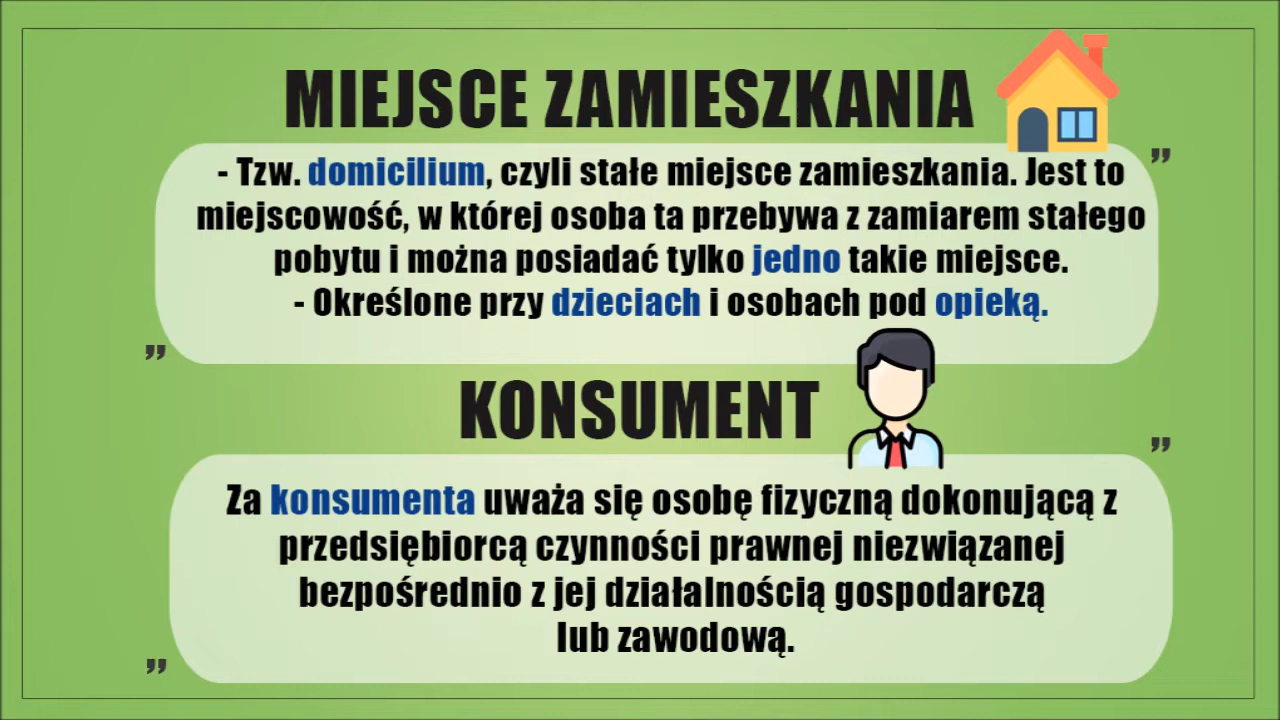 MIEJSCE ZAMIESZKANIA
- Tzw. domicilium, czyli stałe miejsce zamieszkania. Jest to
miejscowość, w której osoba ta przebywa z zamiarem stałego
pobytu i można posiadać tylko jedno takie miejsce.
- Określone przy dzieciach i osobach pod opieką.
KONSUMENT
Za konsumenta uważa się osobę fizyczną dokonującą z
przedsiębiorcą czynności prawnej niezwiązanej
bezpośrednio z jej działalnością gospodarczą
lub zawodową.